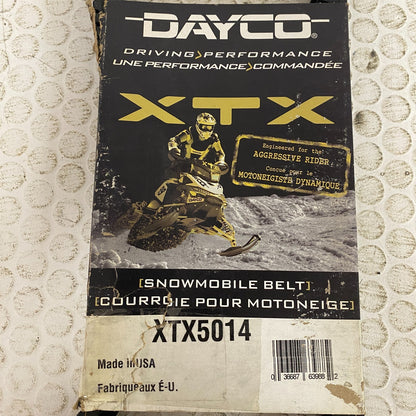 DAYCO®
DRIVING>PERFORMANCE
UNE PERFORMANCE>COMMANDÉE
XTX
Engineered for the
AGGRESSIVE RIDER
Conçue pour le
MOTONEIGISTE DYNAMIQUE
[SNOWMOBILE BELT]
[COURROIE POUR MOTONEIGE]
XTX5014
Made in USA
Fabriqué aux É-U.
0 36687 63988 2